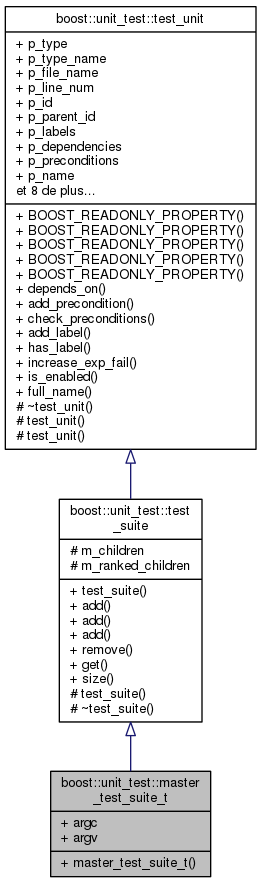 boost::unit_test::test_unit
+ p_type
+ p_type_name
+ p_file_name
+ p_line_num
+ p_id
+ p_parent_id
+ p_labels
+ p_dependencies
+ p_preconditions
+ p_name
et 8 de plus...
+ BOOST_READONLY_PROPERTY()
+ BOOST_READONLY_PROPERTY()
+ BOOST_READONLY_PROPERTY()
+ BOOST_READONLY_PROPERTY()
+ BOOST_READONLY_PROPERTY()
+ depends_on()
+ add_precondition()
+ check_preconditions()
+ add_label()
+ has_label()
+ increase_exp_fail()
+ is_enabled()
+ full_name()
# ~test_unit()
# test_unit()
# test_unit()
boost::unit_test::test
_suite
# m_children
# m_ranked_children
+ test_suite()
+ add()
+ add()
+ add()
+ remove()
+ get()
+ size()
# test_suite()
# ~test_suite()
boost::unit_test::master
_test_suite_t
+ argc
+ argv
+ master_test_suite_t()